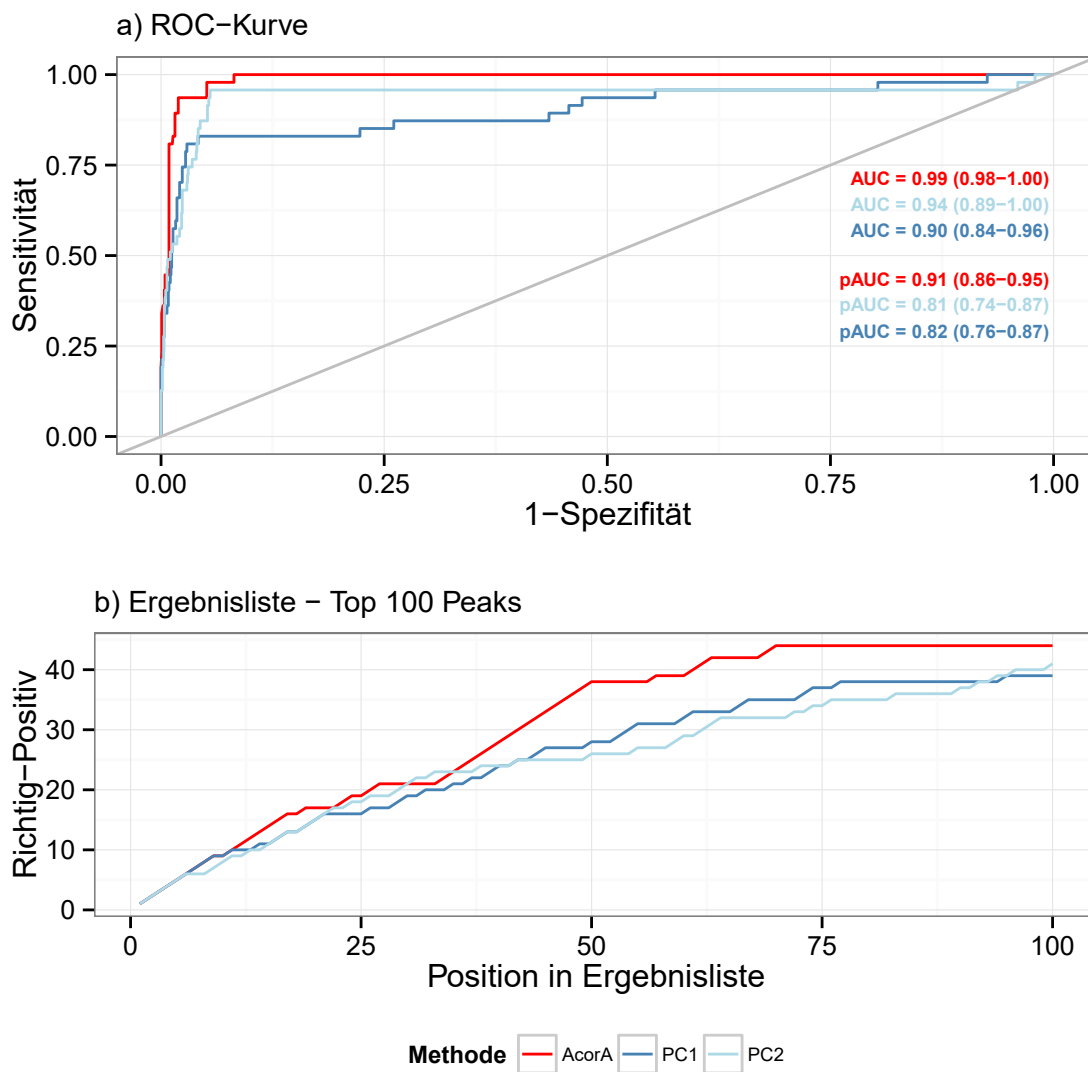 a) ROC−Kurve
1.00
0.75
0.50
0.25
0.00
Sensitivität
AUC = 0.99 (0.98−1.00)
AUC = 0.94 (0.89−1.00)
AUC = 0.90 (0.84−0.96)
pAUC = 0.91 (0.86−0.95)
pAUC = 0.81 (0.74−0.87)
pAUC = 0.82 (0.76−0.87)
0.00 0.25 0.50 0.75 1.00
1−Spezifität
b) Ergebnisliste − Top 100 Peaks
40
30
20
10
0
Richtig−Positiv
0 25 50 75 100
Position in Ergebnisliste
Methode AcorA PC1 PC2